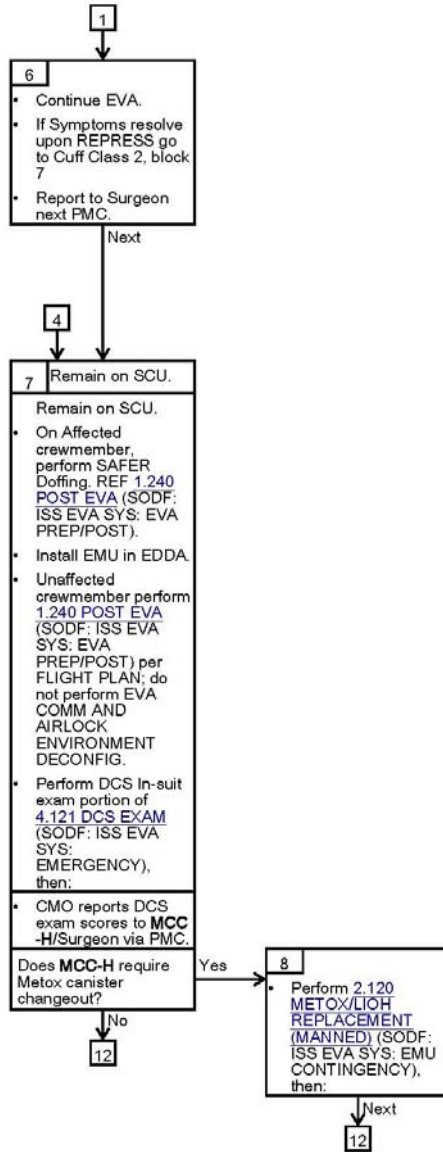 1
6
• Continue EVA.
• If Symptoms resolve
upon REPRESS go
to Cuff Class 2, block
7
• Report to Surgeon
next PMC.
Next
4
7 Remain on SCU.
Remain on SCU.
• On Affected
crewmember,
perform SAFER
Doffing. REF 1.240
POST EVA (SODF:
ISS EVA SYS: EVA
PREP/POST).
• Install EMU in EDDA.
• Unaffected
crewmember perform
1.240 POST EVA
(SODF: ISS EVA
SYS: EVA
PREP/POST) per
FLIGHT PLAN; do
not perform EVA
COMM AND
AIRLOCK
ENVIRONMENT
DECONFIG.
• Perform DCS In-suit
exam portion of
4.121 DCS EXAM
(SODF: ISS EVA
SYS:
EMERGENCY),
then:
• CMO reports DCS
exam scores to MCC
-H/Surgeon via PMC.
Does MCC-H require
Metox canister
changeout?
Yes
No
12
8
• Perform 2.120
METOX/LIOH
REPLACEMENT
(MANNED) (SODF:
ISS EVA SYS: EMU
CONTINGENCY),
then:
Next
12